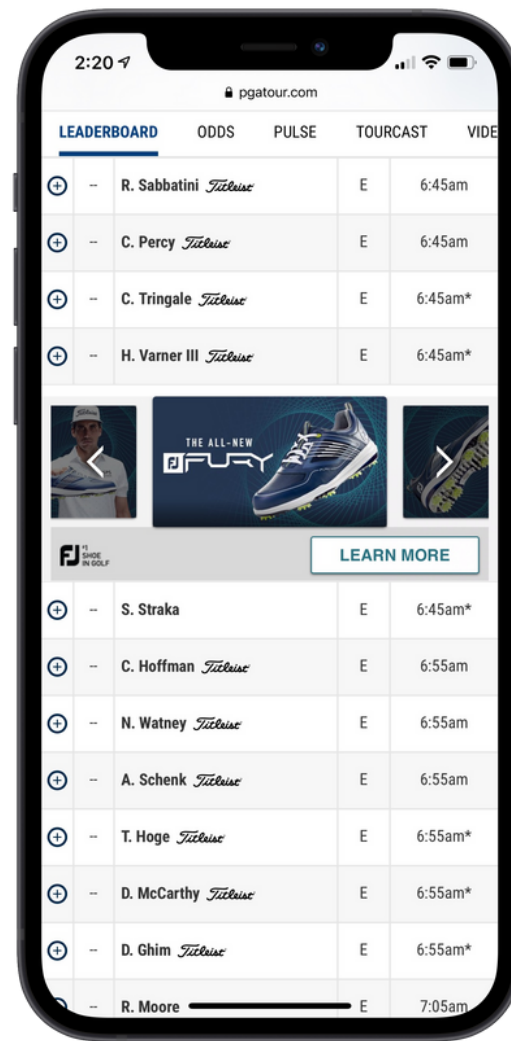 2:20
pgatour.com
LEADERBOARD ODDS PULSE TOURCAST VIDE
-- R. Sabbatini Titleist E 6:45am
-- C. Percy Titleist E 6:45am
-- C. Tringale Titleist E 6:45am*
-- H. Varner III Titleist E 6:45am*
Titleist
THE ALL-NEW
FJ FURY
FJ #1 SHOE IN GOLF
LEARN MORE
-- S. Straka E 6:45am*
-- C. Hoffman Titleist E 6:55am
-- N. Watney Titleist E 6:55am
-- A. Schenk Titleist E 6:55am
-- T. Hoge Titleist E 6:55am*
-- D. McCarthy Titleist E 6:55am*
-- D. Ghim Titleist E 6:55am*
-- R. Moore E 7:05am